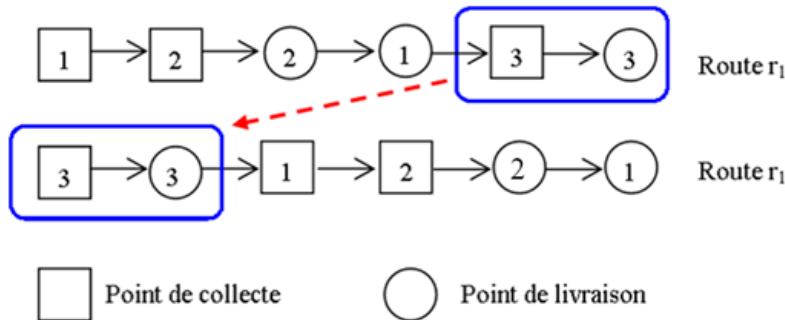 1 2 2 1 3 3 Route r1
3 3 1 2 2 1 Route r1
Point de collecte Point de livraison